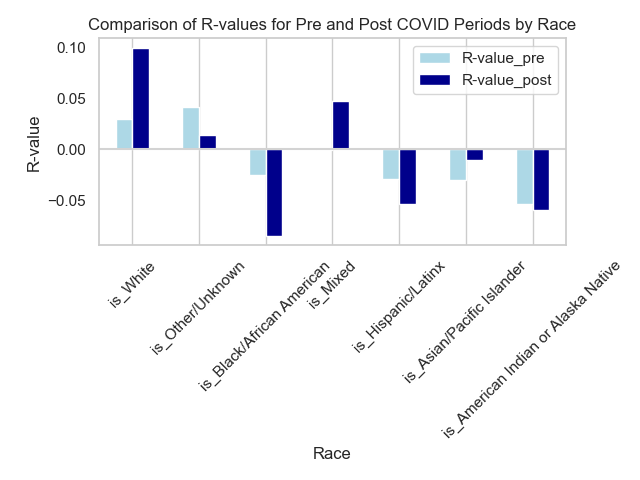 Comparison of R-values for Pre and Post COVID Periods by Race
R-value_pre
R-value_post
0.10
0.05
0.00
−0.05
R-value
is_White
is_Other/Unknown
is_Black/African American
is_Mixed
is_Hispanic/Latinx
is_Asian/Pacific Islander
is_American Indian or Alaska Native
Race